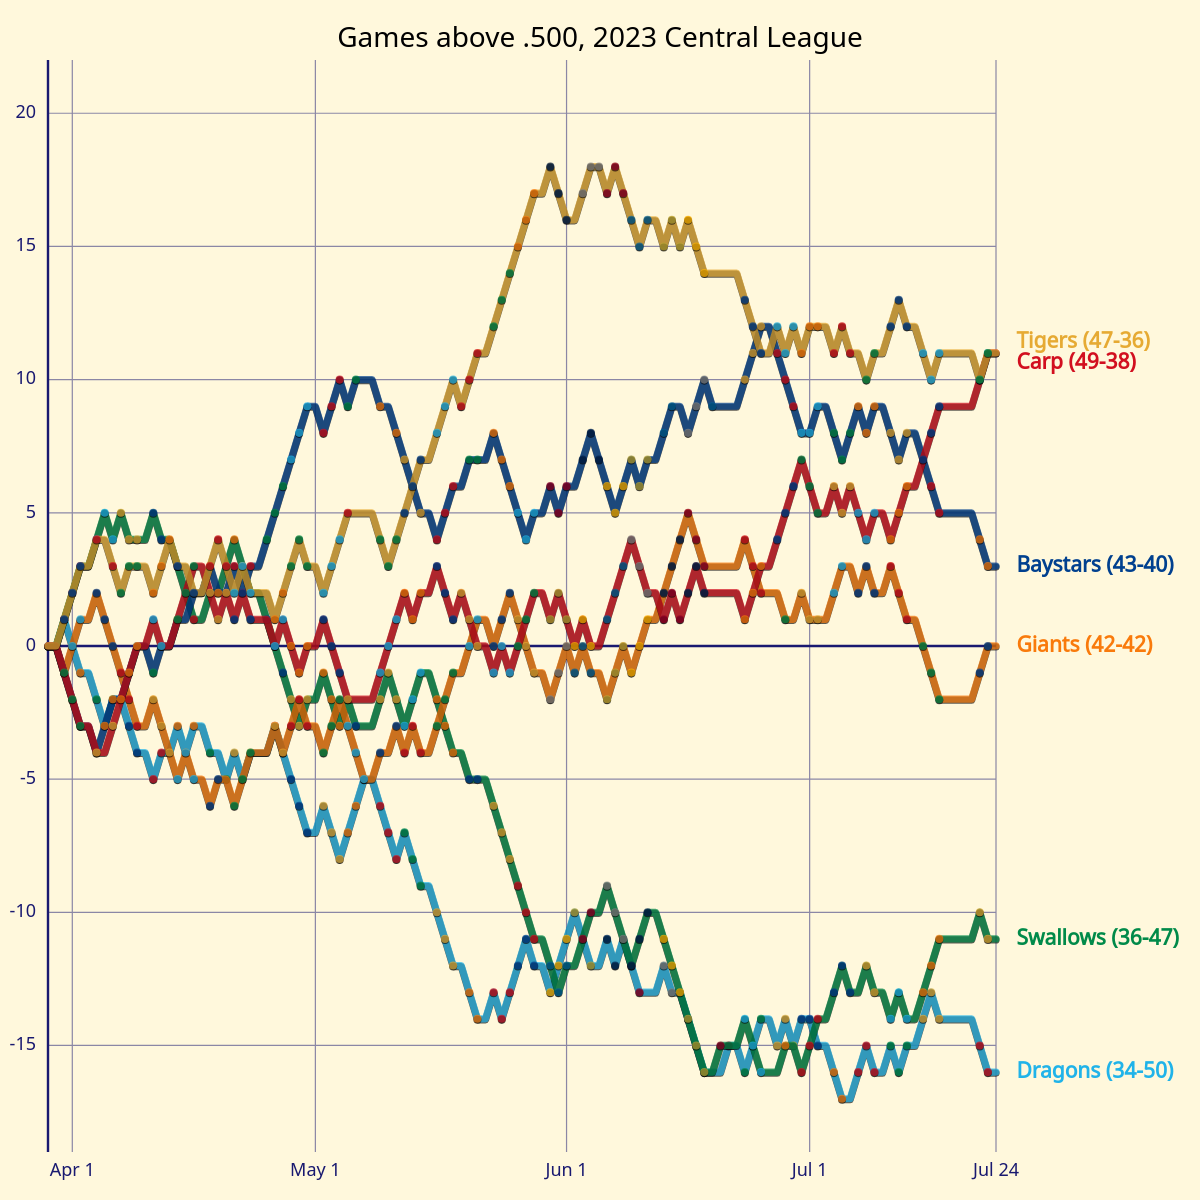 Games above .500, 2023 Central League
20
15
10
5
0
-5
-10
-15
Tigers (47-36)
Carp (49-38)
Baystars (43-40)
Giants (42-42)
Swallows (36-47)
Dragons (34-50)
Apr 1
May 1
Jun 1
Jul 1
Jul 24